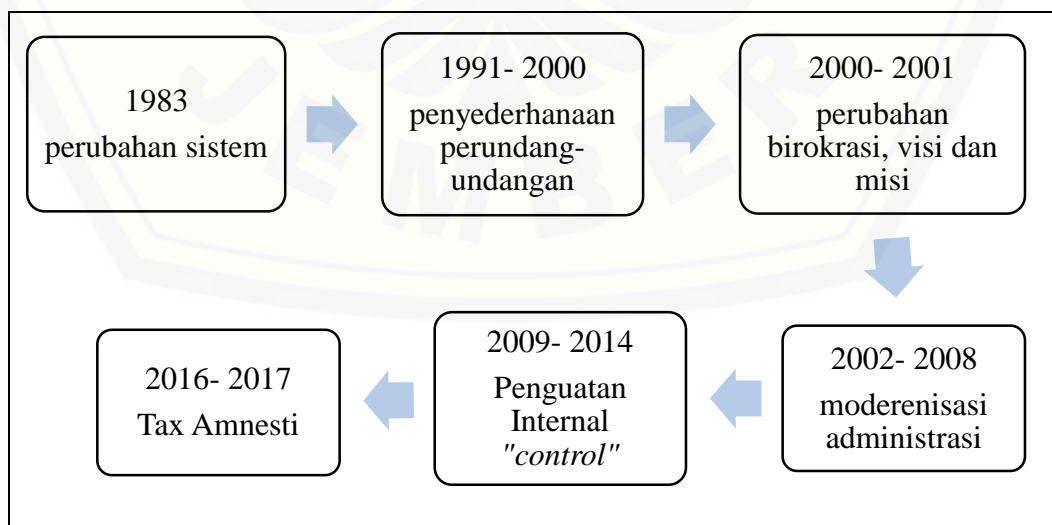 1983
perubahan sistem
1991- 2000
penyederhanaan
perundang-
undangan
2000- 2001
perubahan
birokrasi, visi dan
misi
2002- 2008
moderenisasi
administrasi
2009- 2014
Penguatan
Internal
"control"
2016- 2017
Tax Amnesti
JEMBER